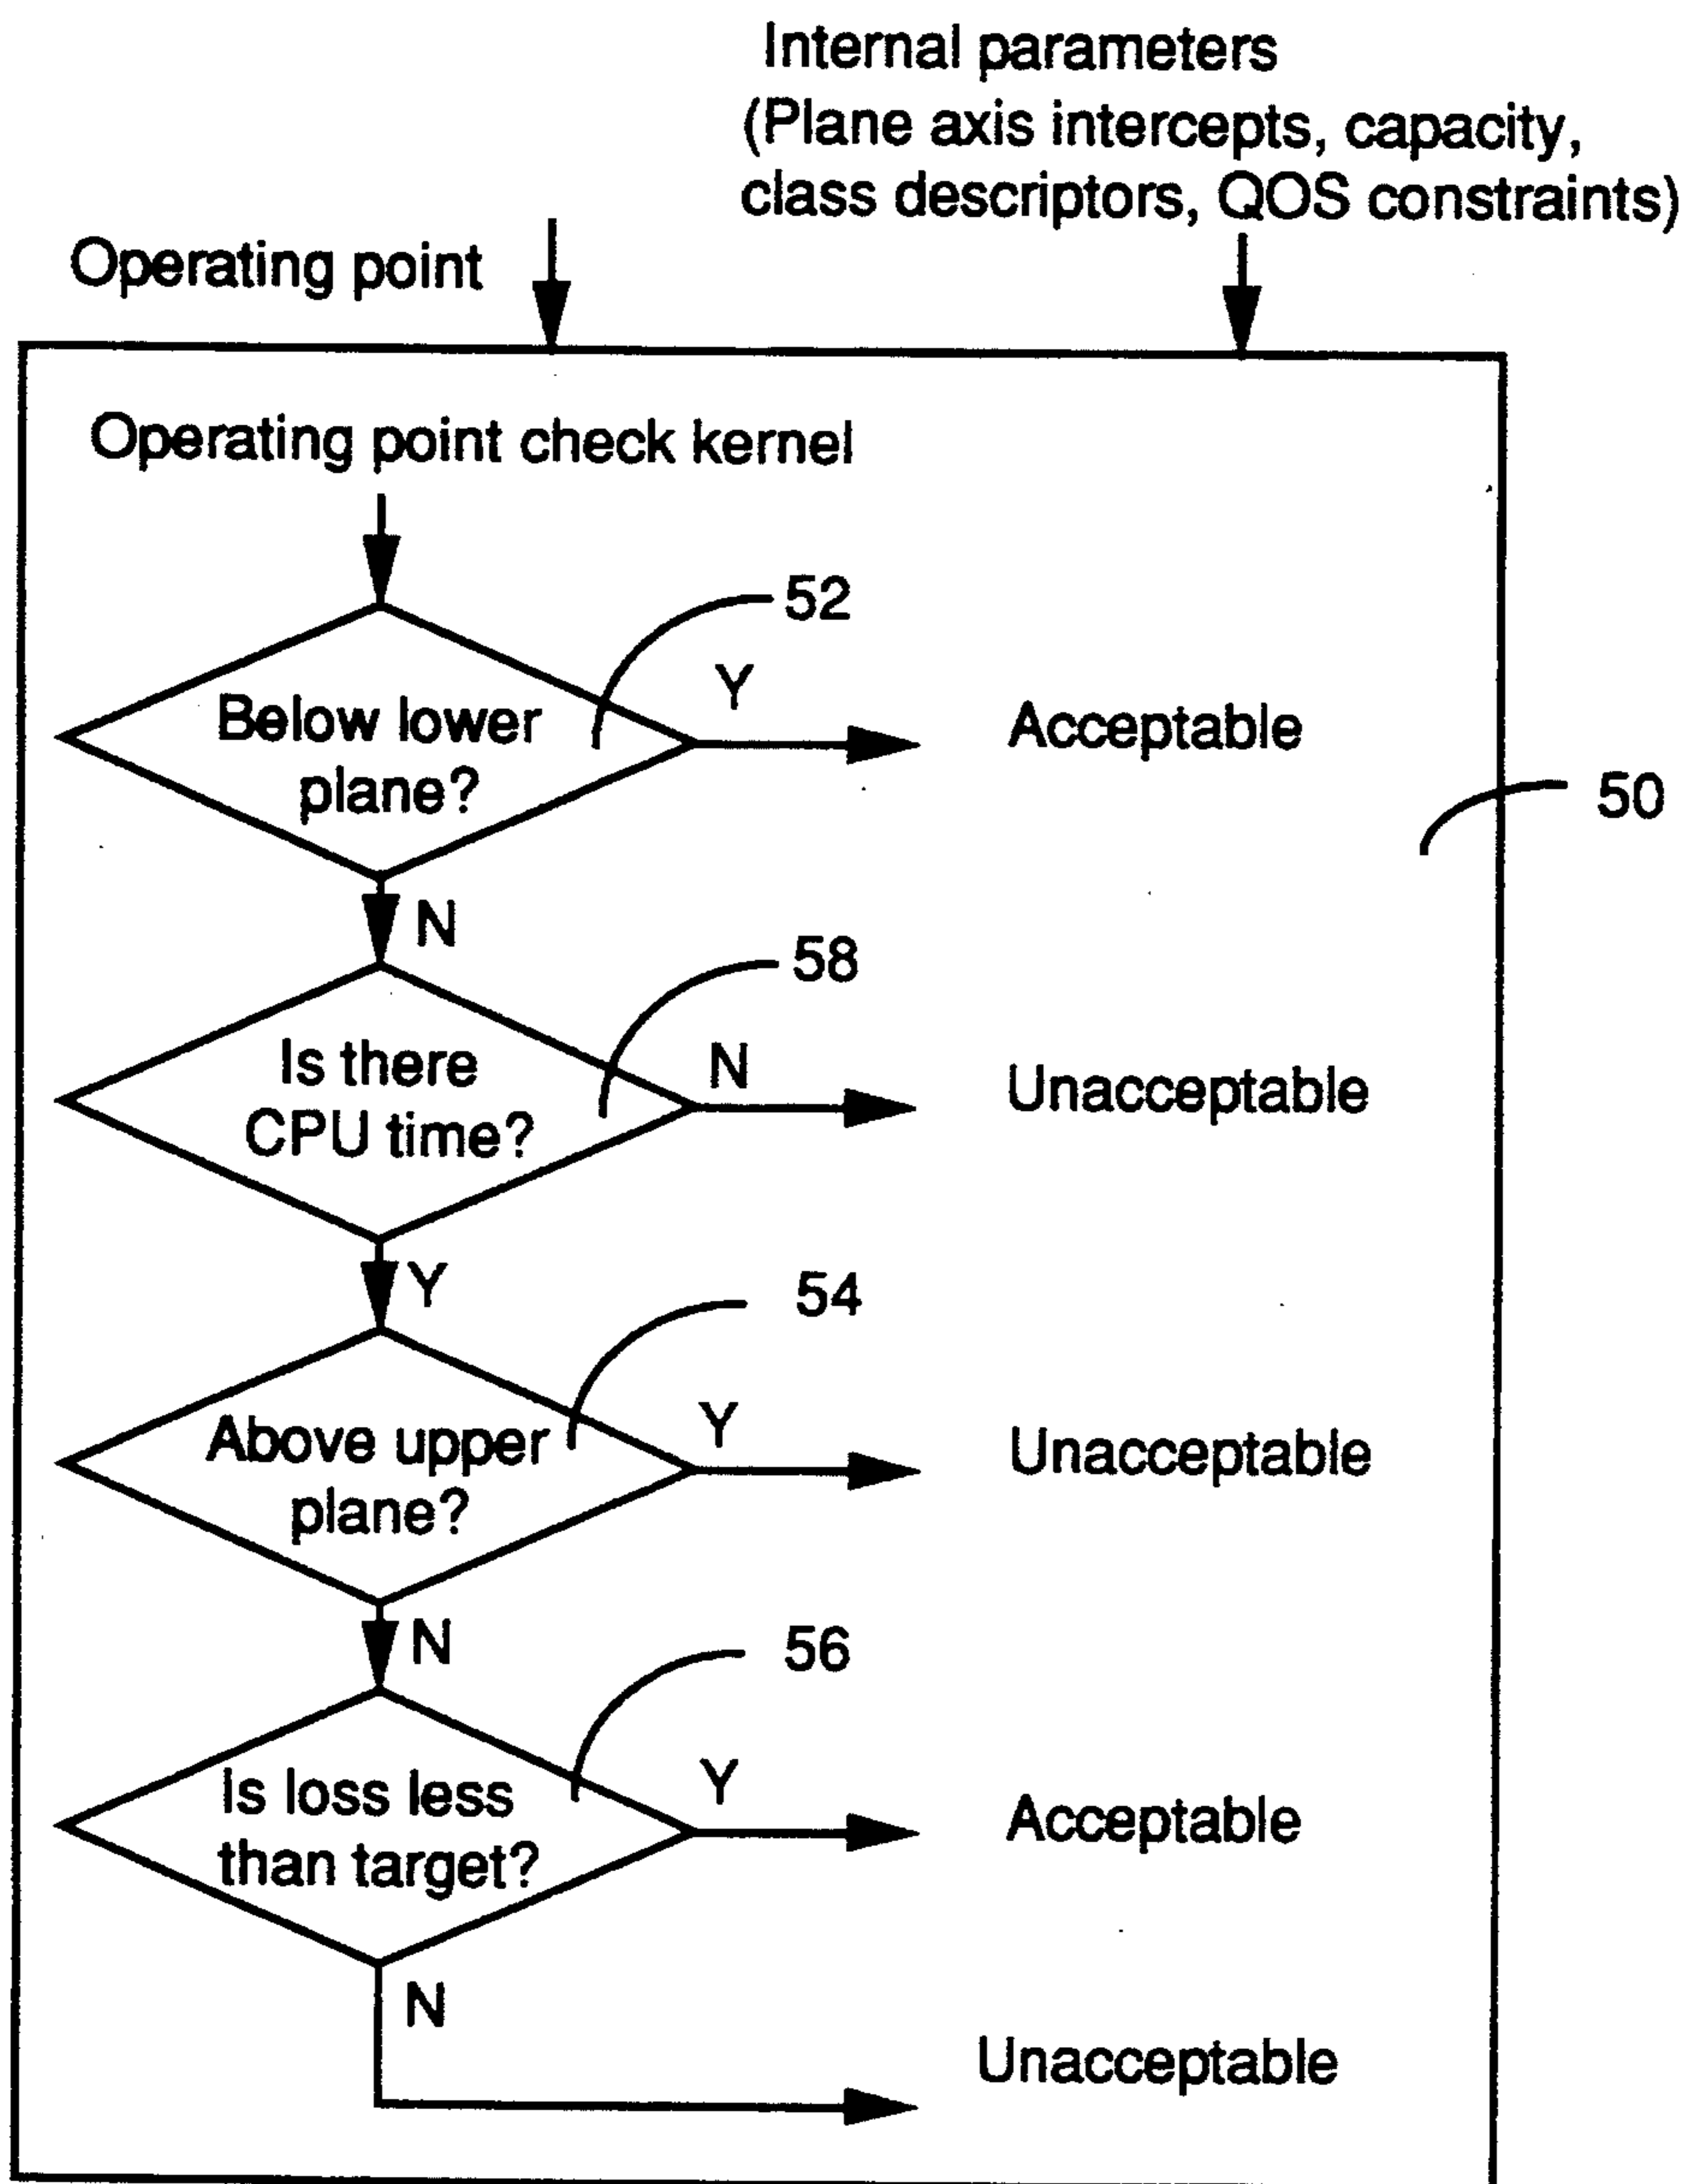 Internal parameters
(Plane axis intercepts, capacity,
class descriptors, QOS constraints)
Operating point
Operating point check kernel
52
Below lower
plane?
Y
Acceptable
50
N
58
Is there
CPU time?
N
Unacceptable
Y
54
Above upper
plane?
Y
Unacceptable
N
56
Is loss less
than target?
Y
Acceptable
N
Unacceptable